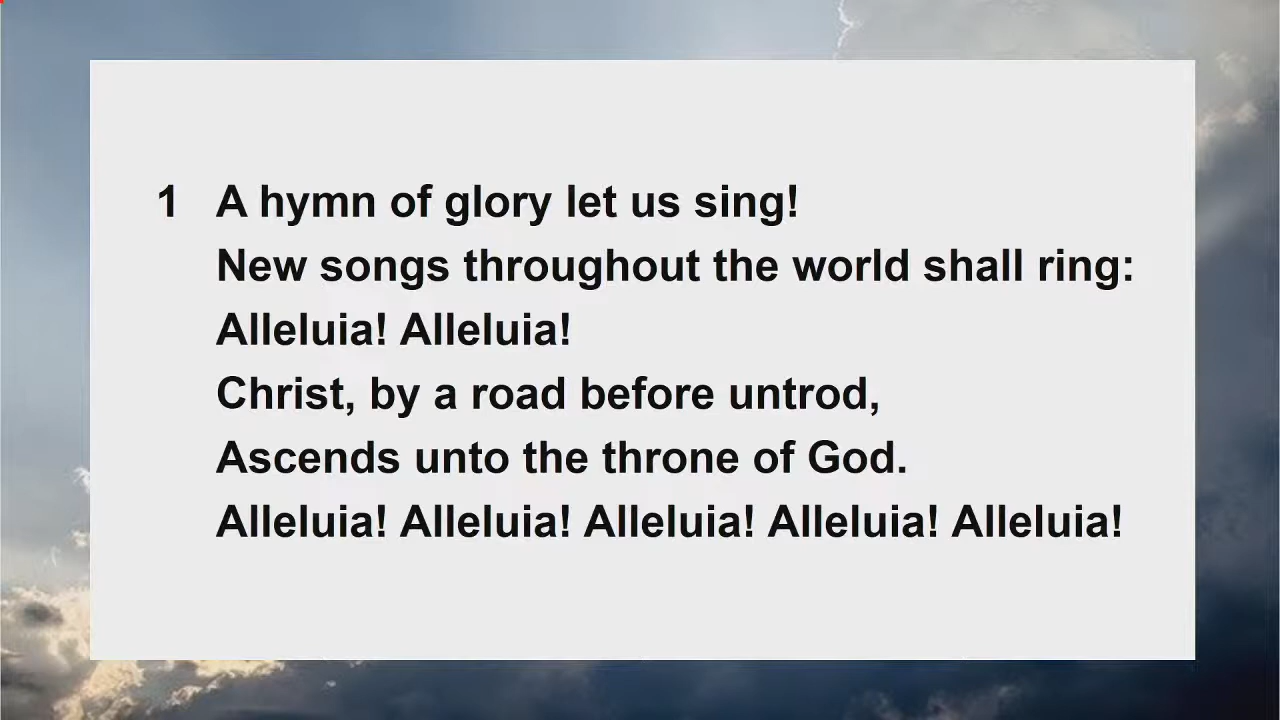 1 A hymn of glory let us sing!
New songs throughout the world shall ring:
Alleluia! Alleluia!
Christ, by a road before untrod,
Ascends unto the throne of God.
Alleluia! Alleluia! Alleluia! Alleluia! Alleluia!